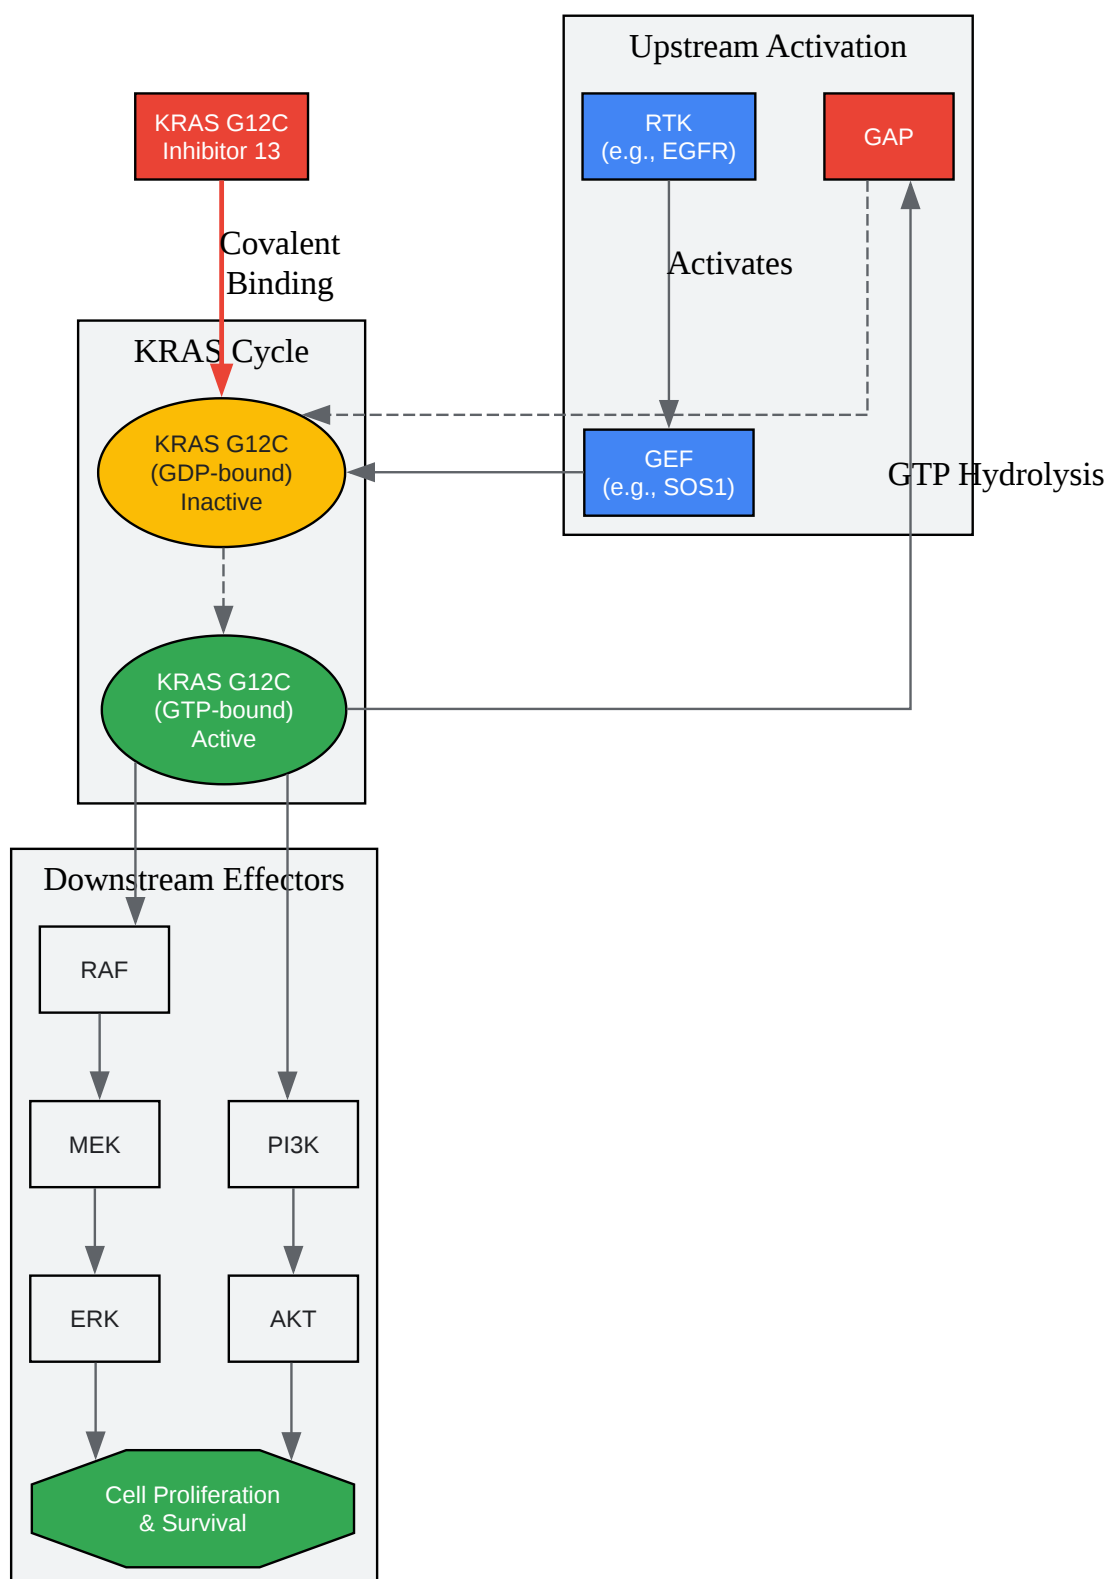 Upstream Activation
KRAS G12C
Inhibitor 13
RTK
(e.g., EGFR)
GAP
Covalent
Binding
Activates
KRAS Cycle
KRAS G12C
(GDP-bound)
Inactive
GEF
(e.g., SOS1)
GTP Hydrolysis
KRAS G12C
(GTP-bound)
Active
Downstream Effectors
RAF
MEK
PI3K
ERK
AKT
Cell Proliferation
& Survival